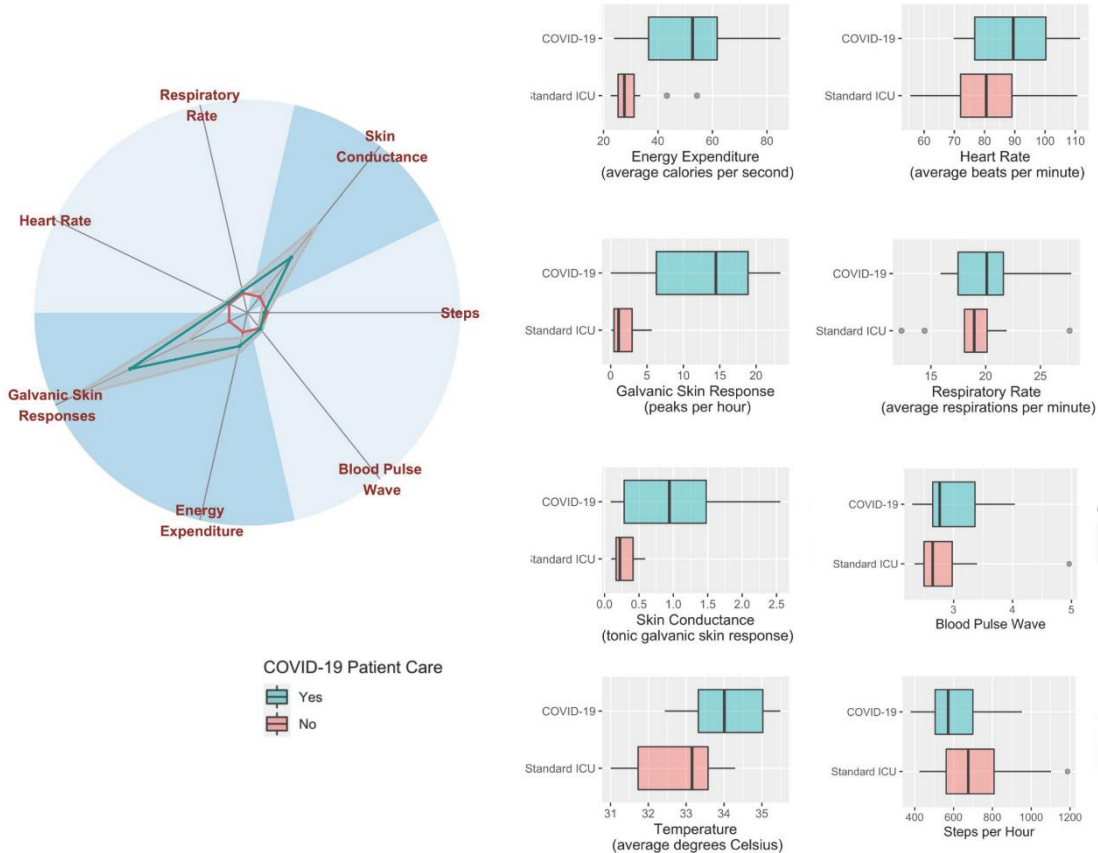 Respiratory
Rate
Skin
Conductance
Heart Rate
Steps
Galvanic Skin
Responses
Blood Pulse
Wave
Energy
Expenditure
COVID-19 Patient Care
Yes
No
COVID-19
Standard ICU
20 40 60 80
Energy Expenditure
(average calories per second)
COVID-19
Standard ICU
60 70 80 90 100 110
Heart Rate
(average beats per minute)
COVID-19
Standard ICU
0 5 10 15 20
Galvanic Skin Response
(peaks per hour)
COVID-19
Standard ICU
15 20 25
Respiratory Rate
(average respirations per minute)
COVID-19
Standard ICU
0.0 0.5 1.0 1.5 2.0 2.5
Skin Conductance
(tonic galvanic skin response)
COVID-19
Standard ICU
3 4 5
Blood Pulse Wave
COVID-19
Standard ICU
31 32 33 34 35
Temperature
(average degrees Celsius)
COVID-19
Standard ICU
400 600 800 1000 1200
Steps per Hour